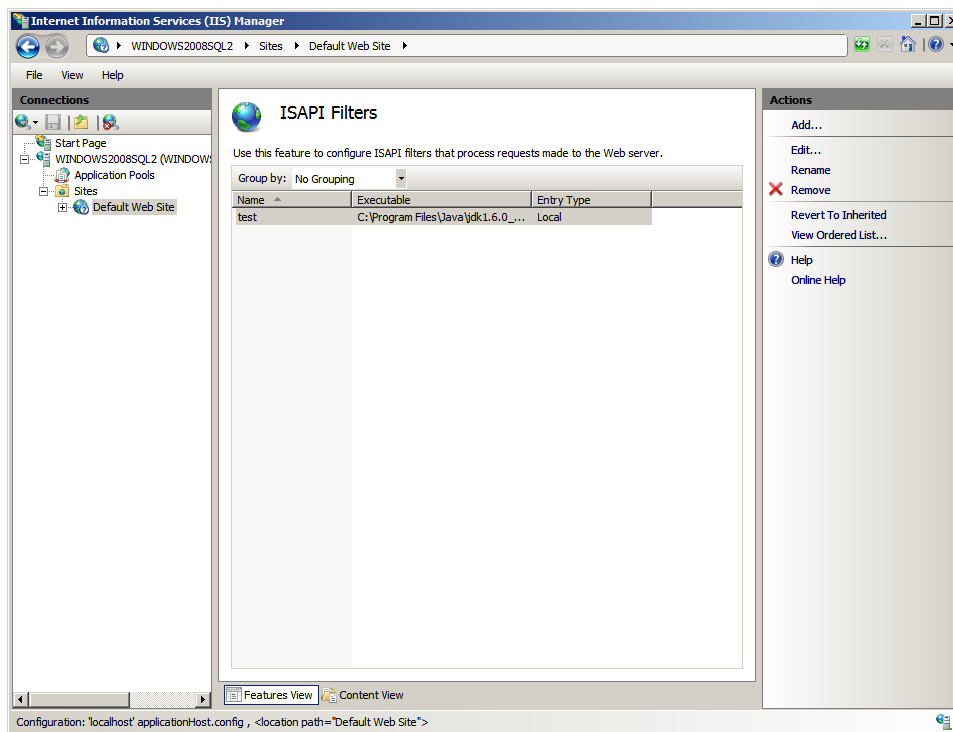 Internet Information Services (IIS) Manager
WINDOWS2008SQL2 Sites Default Web Site
File View Help
Connections
Start Page
WINDOWS2008SQL2 (WINDOW
Application Pools
Sites
Default Web Site
ISAPI Filters
Use this feature to configure ISAPI filters that process requests made to the Web server.
Group by: No Grouping
Name Executable Entry Type
test C:\Program Files\Java\jdk1.6.0_... Local
Features View Content View
Actions
Add...
Edit...
Rename
Remove
Revert To Inherited
View Ordered List...
Help
Online Help
Configuration: 'localhost' applicationHost.config , <location path="Default Web Site">